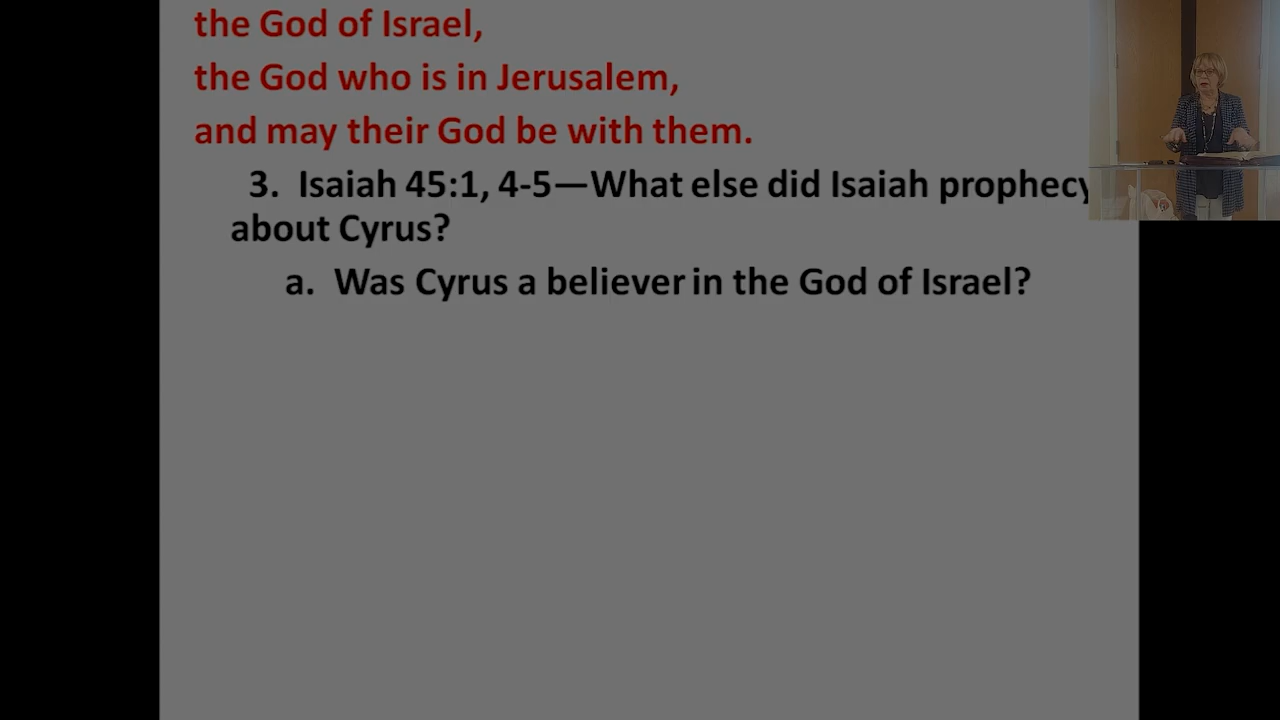 the God of Israel,
the God who is in Jerusalem,
and may their God be with them.
3. Isaiah 45:1, 4-5—What else did Isaiah prophecy
about Cyrus?
a. Was Cyrus a believer in the God of Israel?